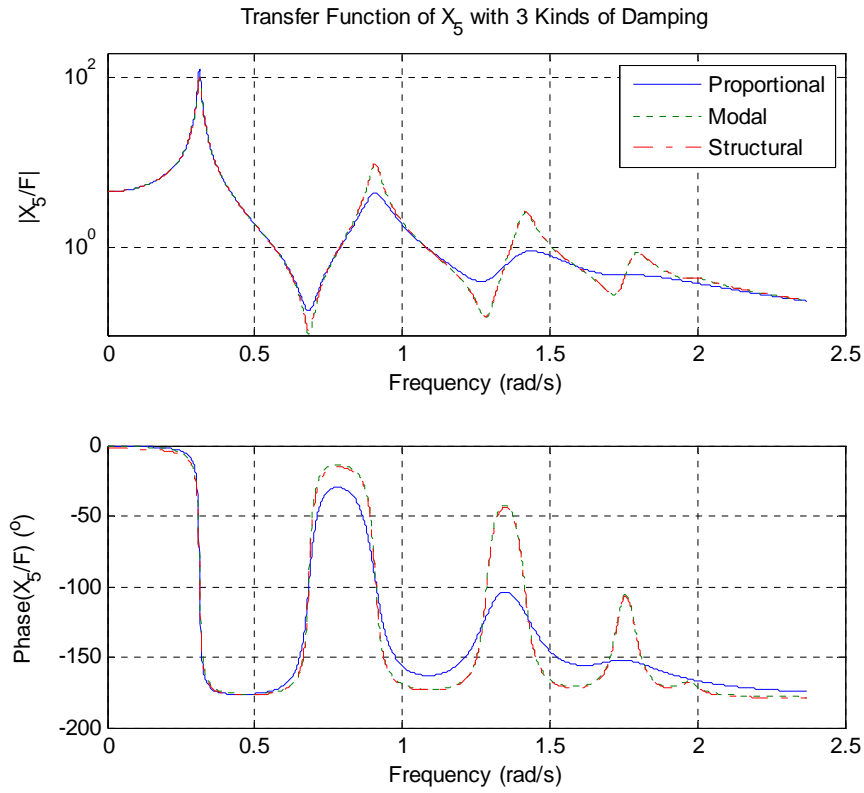 Transfer Function of X5 with 3 Kinds of Damping
|X5/F|
10^2
10^0
Proportional
Modal
Structural
0 0.5 1 1.5 2 2.5
Frequency (rad/s)
Phase(X5/F) (o)
0
-50
-100
-150
-200
0 0.5 1 1.5 2 2.5
Frequency (rad/s)